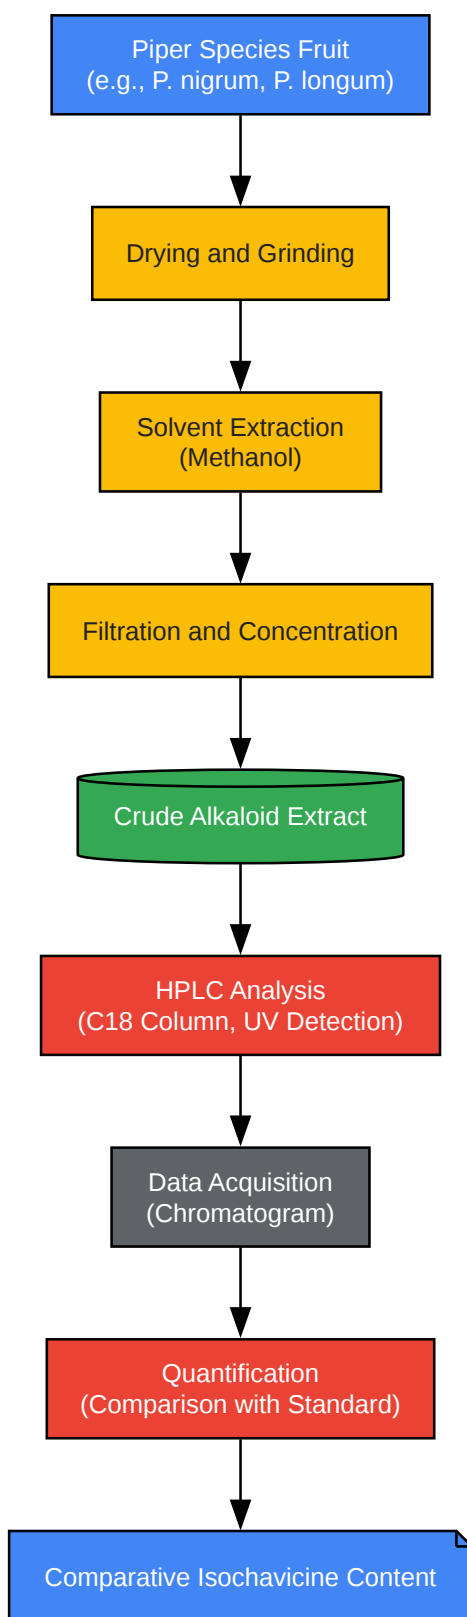 Piper Species Fruit
(e.g., P. nigrum, P. longum)
Drying and Grinding
Solvent Extraction
(Methanol)
Filtration and Concentration
Crude Alkaloid Extract
HPLC Analysis
(C18 Column, UV Detection)
Data Acquisition
(Chromatogram)
Quantification
(Comparison with Standard)
Comparative Isochavicine Content